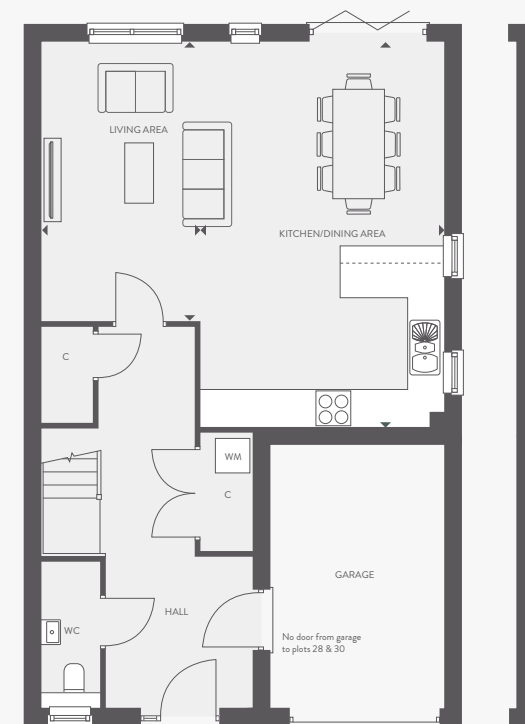 LIVING AREA
KITCHEN/DINING AREA
C
WM
C
GARAGE
HALL
WC
No door from garage
to plots 28 & 30